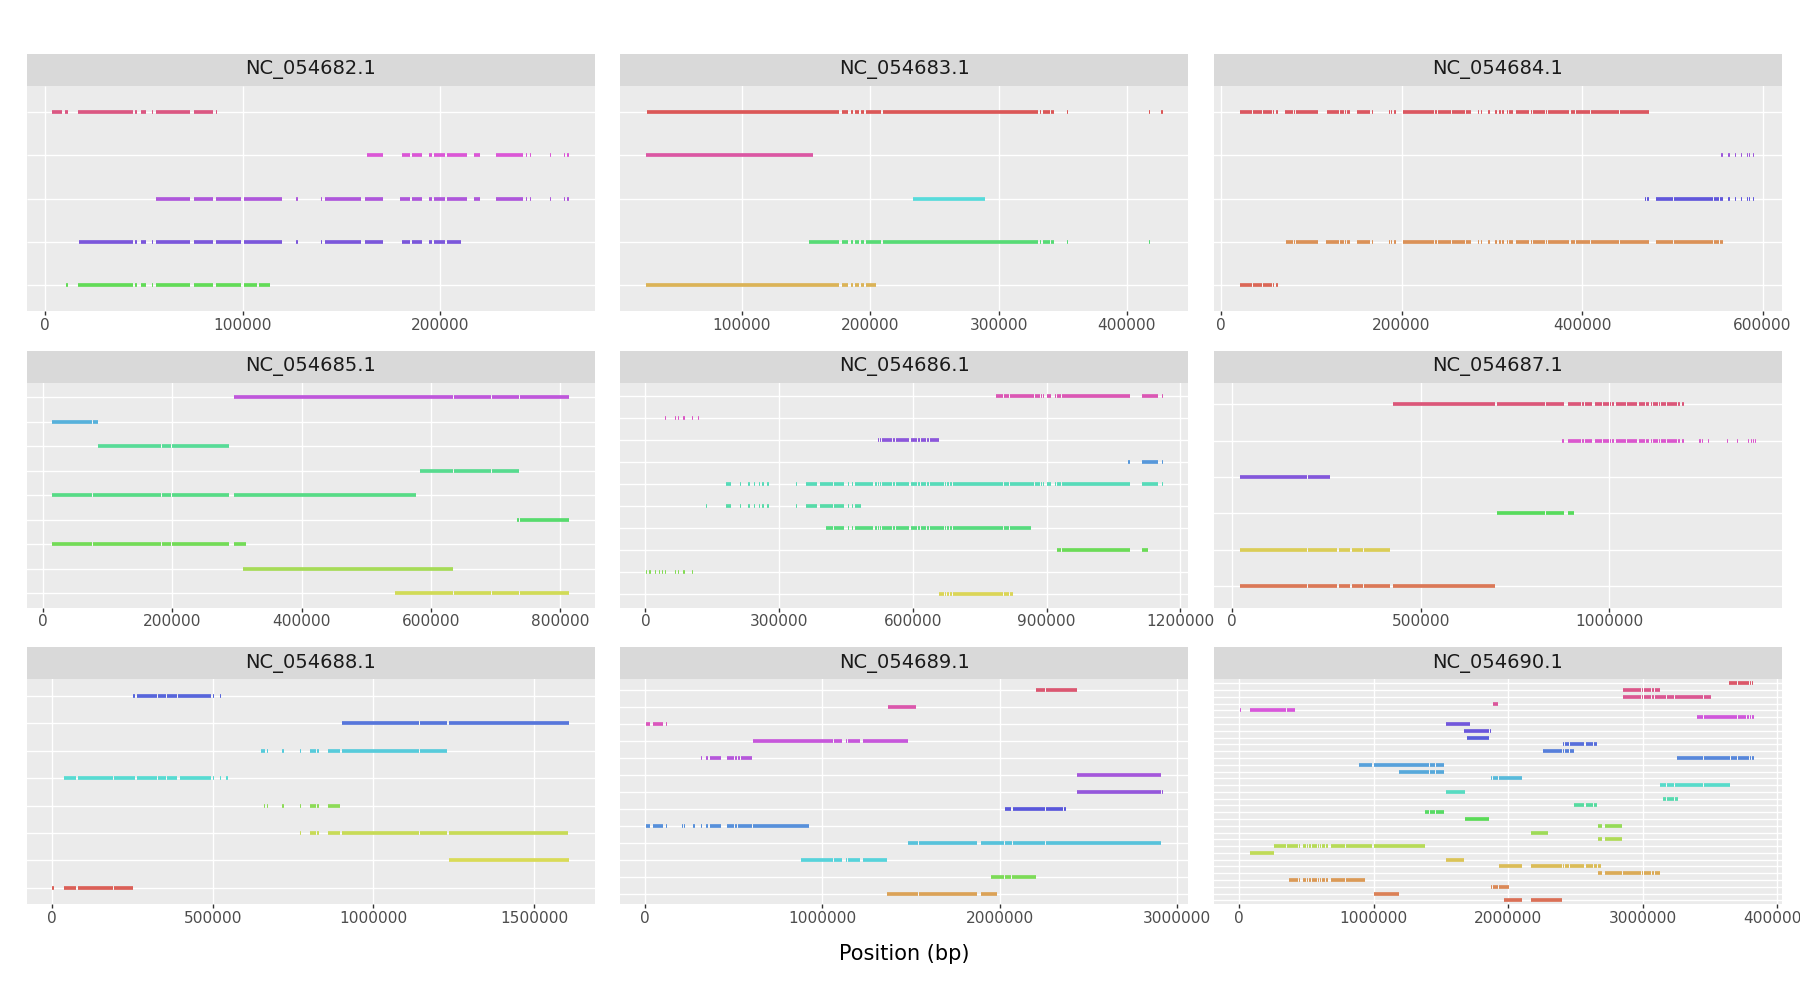 NC_054682.1 NC_054683.1 NC_054684.1
0 100000 200000 100000 200000 300000 400000 0 200000 400000 600000
NC_054685.1 NC_054686.1 NC_054687.1
0 200000 400000 600000 800000 0 300000 600000 900000 1200000 0 500000 1000000
NC_054688.1 NC_054689.1 NC_054690.1
0 500000 1000000 1500000 0 1000000 2000000 3000000 0 1000000 2000000 3000000 400000
Position (bp)